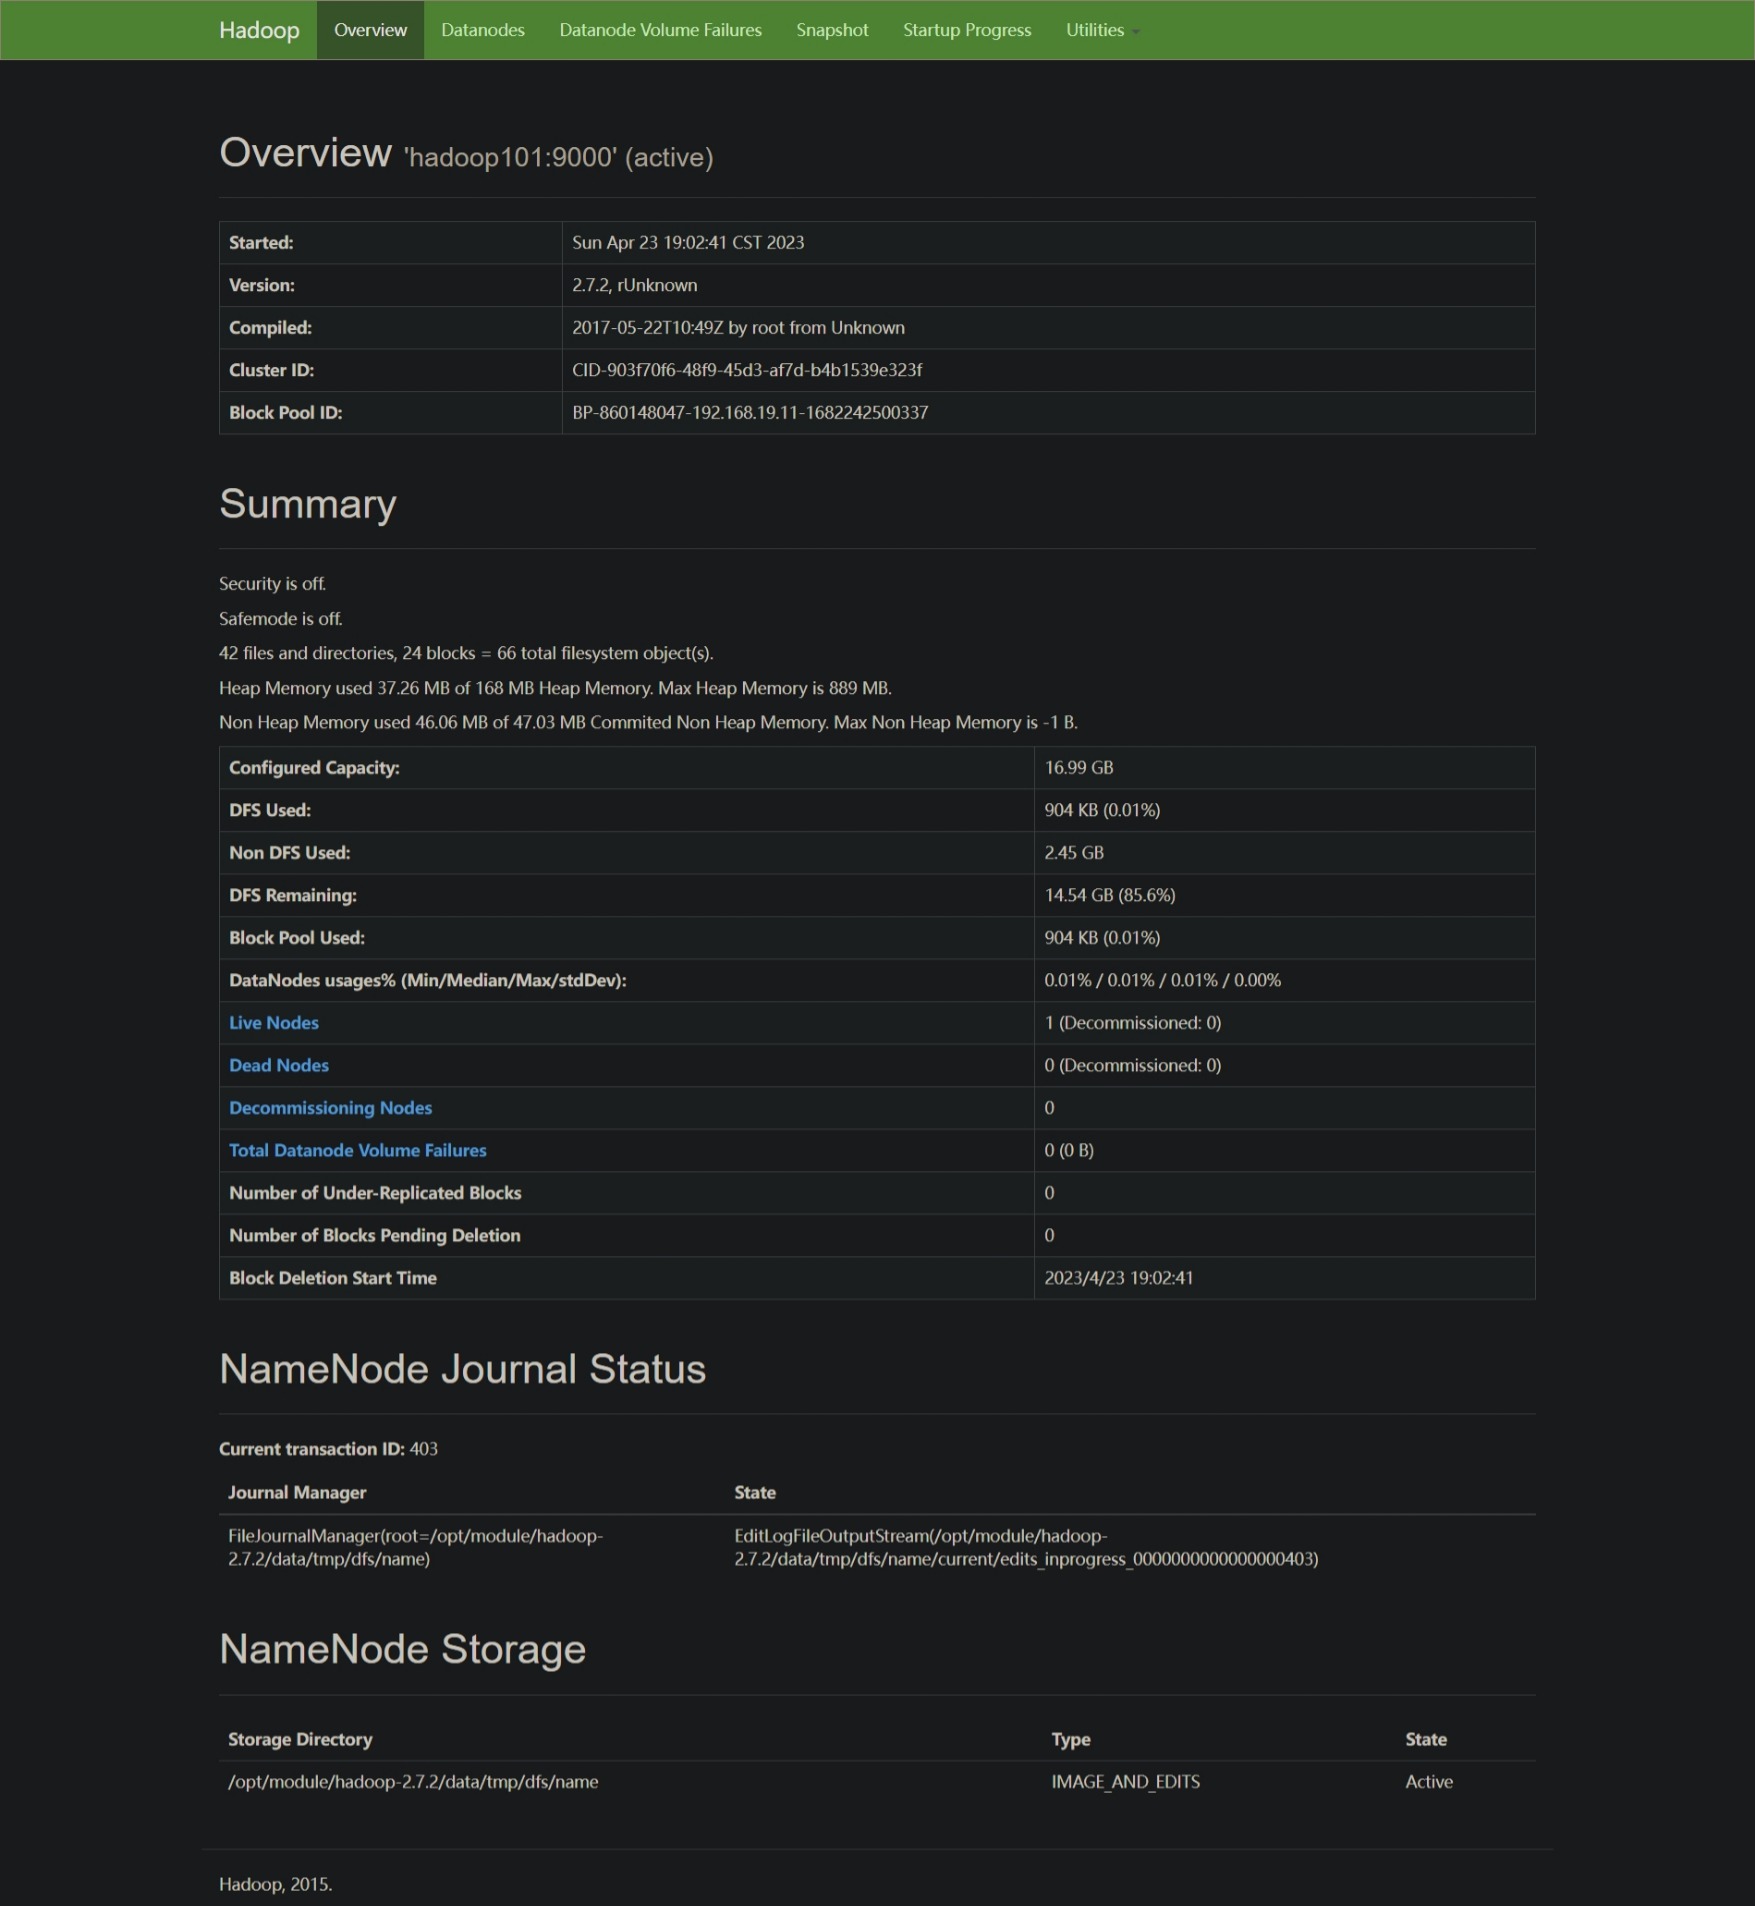 Hadoop Overview Datanodes Datanode Volume Failures Snapshot Startup Progress Utilities
Overview 'hadoop101:9000' (active)
Started: Sun Apr 23 19:02:41 CST 2023
Version: 2.7.2, rUnknown
Compiled: 2017-05-22T10:49Z by root from Unknown
Cluster ID: CID-903f70f6-48f9-45d3-af7d-b4b1539e323f
Block Pool ID: BP-860148047-192.168.19.11-1682242500337
Summary
Security is off.
Safemode is off.
42 files and directories, 24 blocks = 66 total filesystem object(s).
Heap Memory used 37.26 MB of 168 MB Heap Memory. Max Heap Memory is 889 MB.
Non Heap Memory used 46.06 MB of 47.03 MB Commited Non Heap Memory. Max Non Heap Memory is -1 B.
Configured Capacity: 16.99 GB
DFS Used: 904 KB (0.01%)
Non DFS Used: 2.45 GB
DFS Remaining: 14.54 GB (85.6%)
Block Pool Used: 904 KB (0.01%)
DataNodes usages% (Min/Median/Max/stdDev): 0.01% / 0.01% / 0.01% / 0.00%
Live Nodes 1 (Decommissioned: 0)
Dead Nodes 0 (Decommissioned: 0)
Decommissioning Nodes 0
Total Datanode Volume Failures 0 (0 B)
Number of Under-Replicated Blocks 0
Number of Blocks Pending Deletion 0
Block Deletion Start Time 2023/4/23 19:02:41
NameNode Journal Status
Current transaction ID: 403
Journal Manager State
FileJournalManager(root=/opt/module/hadoop- EditLogFileOutputStream(/opt/module/hadoop-
2.7.2/data/tmp/dfs/name) 2.7.2/data/tmp/dfs/name/current/edits_inprogress_0000000000000000403)
NameNode Storage
Storage Directory Type State
/opt/module/hadoop-2.7.2/data/tmp/dfs/name IMAGE_AND_EDITS Active
Hadoop, 2015.